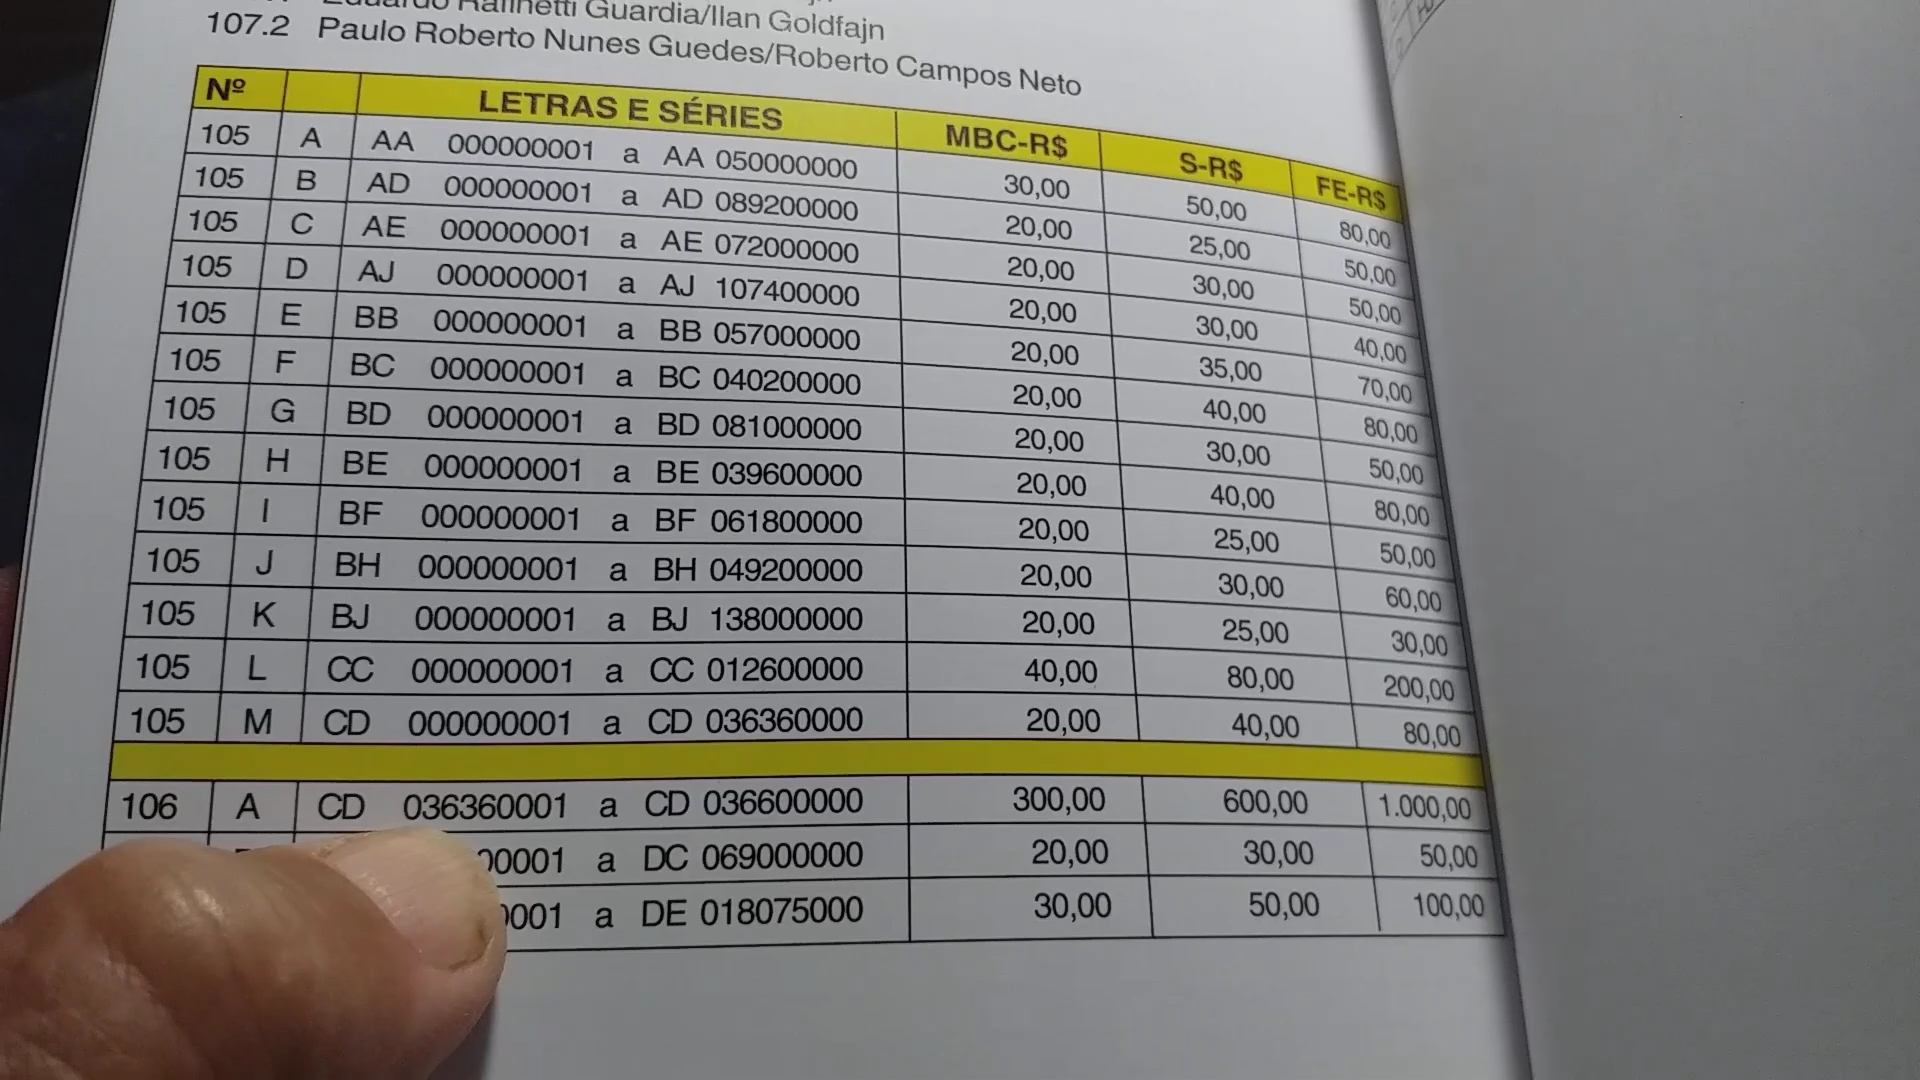 Guardia/Ilan Goldfajn
107.2 Paulo Roberto Nunes Guedes/Roberto Campos Neto
Nº LETRAS E SÉRIES MBC-R$ S-R$ FE-R$
105 A AA 000000001 a AA 050000000 30,00 50,00 80,00
105 B AD 000000001 a AD 089200000 20,00 25,00 50,00
105 C AE 000000001 a AE 072000000 20,00 30,00 50,00
105 D AJ 000000001 a AJ 107400000 20,00 30,00 40,00
105 E BB 000000001 a BB 057000000 20,00 35,00 70,00
105 F BC 000000001 a BC 040200000 20,00 40,00 80,00
105 G BD 000000001 a BD 081000000 20,00 30,00 50,00
105 H BE 000000001 a BE 039600000 20,00 40,00 80,00
105 I BF 000000001 a BF 061800000 20,00 25,00 50,00
105 J BH 000000001 a BH 049200000 20,00 30,00 60,00
105 K BJ 000000001 a BJ 138000000 20,00 25,00 30,00
105 L CC 000000001 a CC 012600000 40,00 80,00 200,00
105 M CD 000000001 a CD 036360000 20,00 40,00 80,00
106 A CD 036360001 a CD 036600000 300,00 600,00 1.000,00
00001 a DC 069000000 20,00 30,00 50,00
001 a DE 018075000 30,00 50,00 100,00